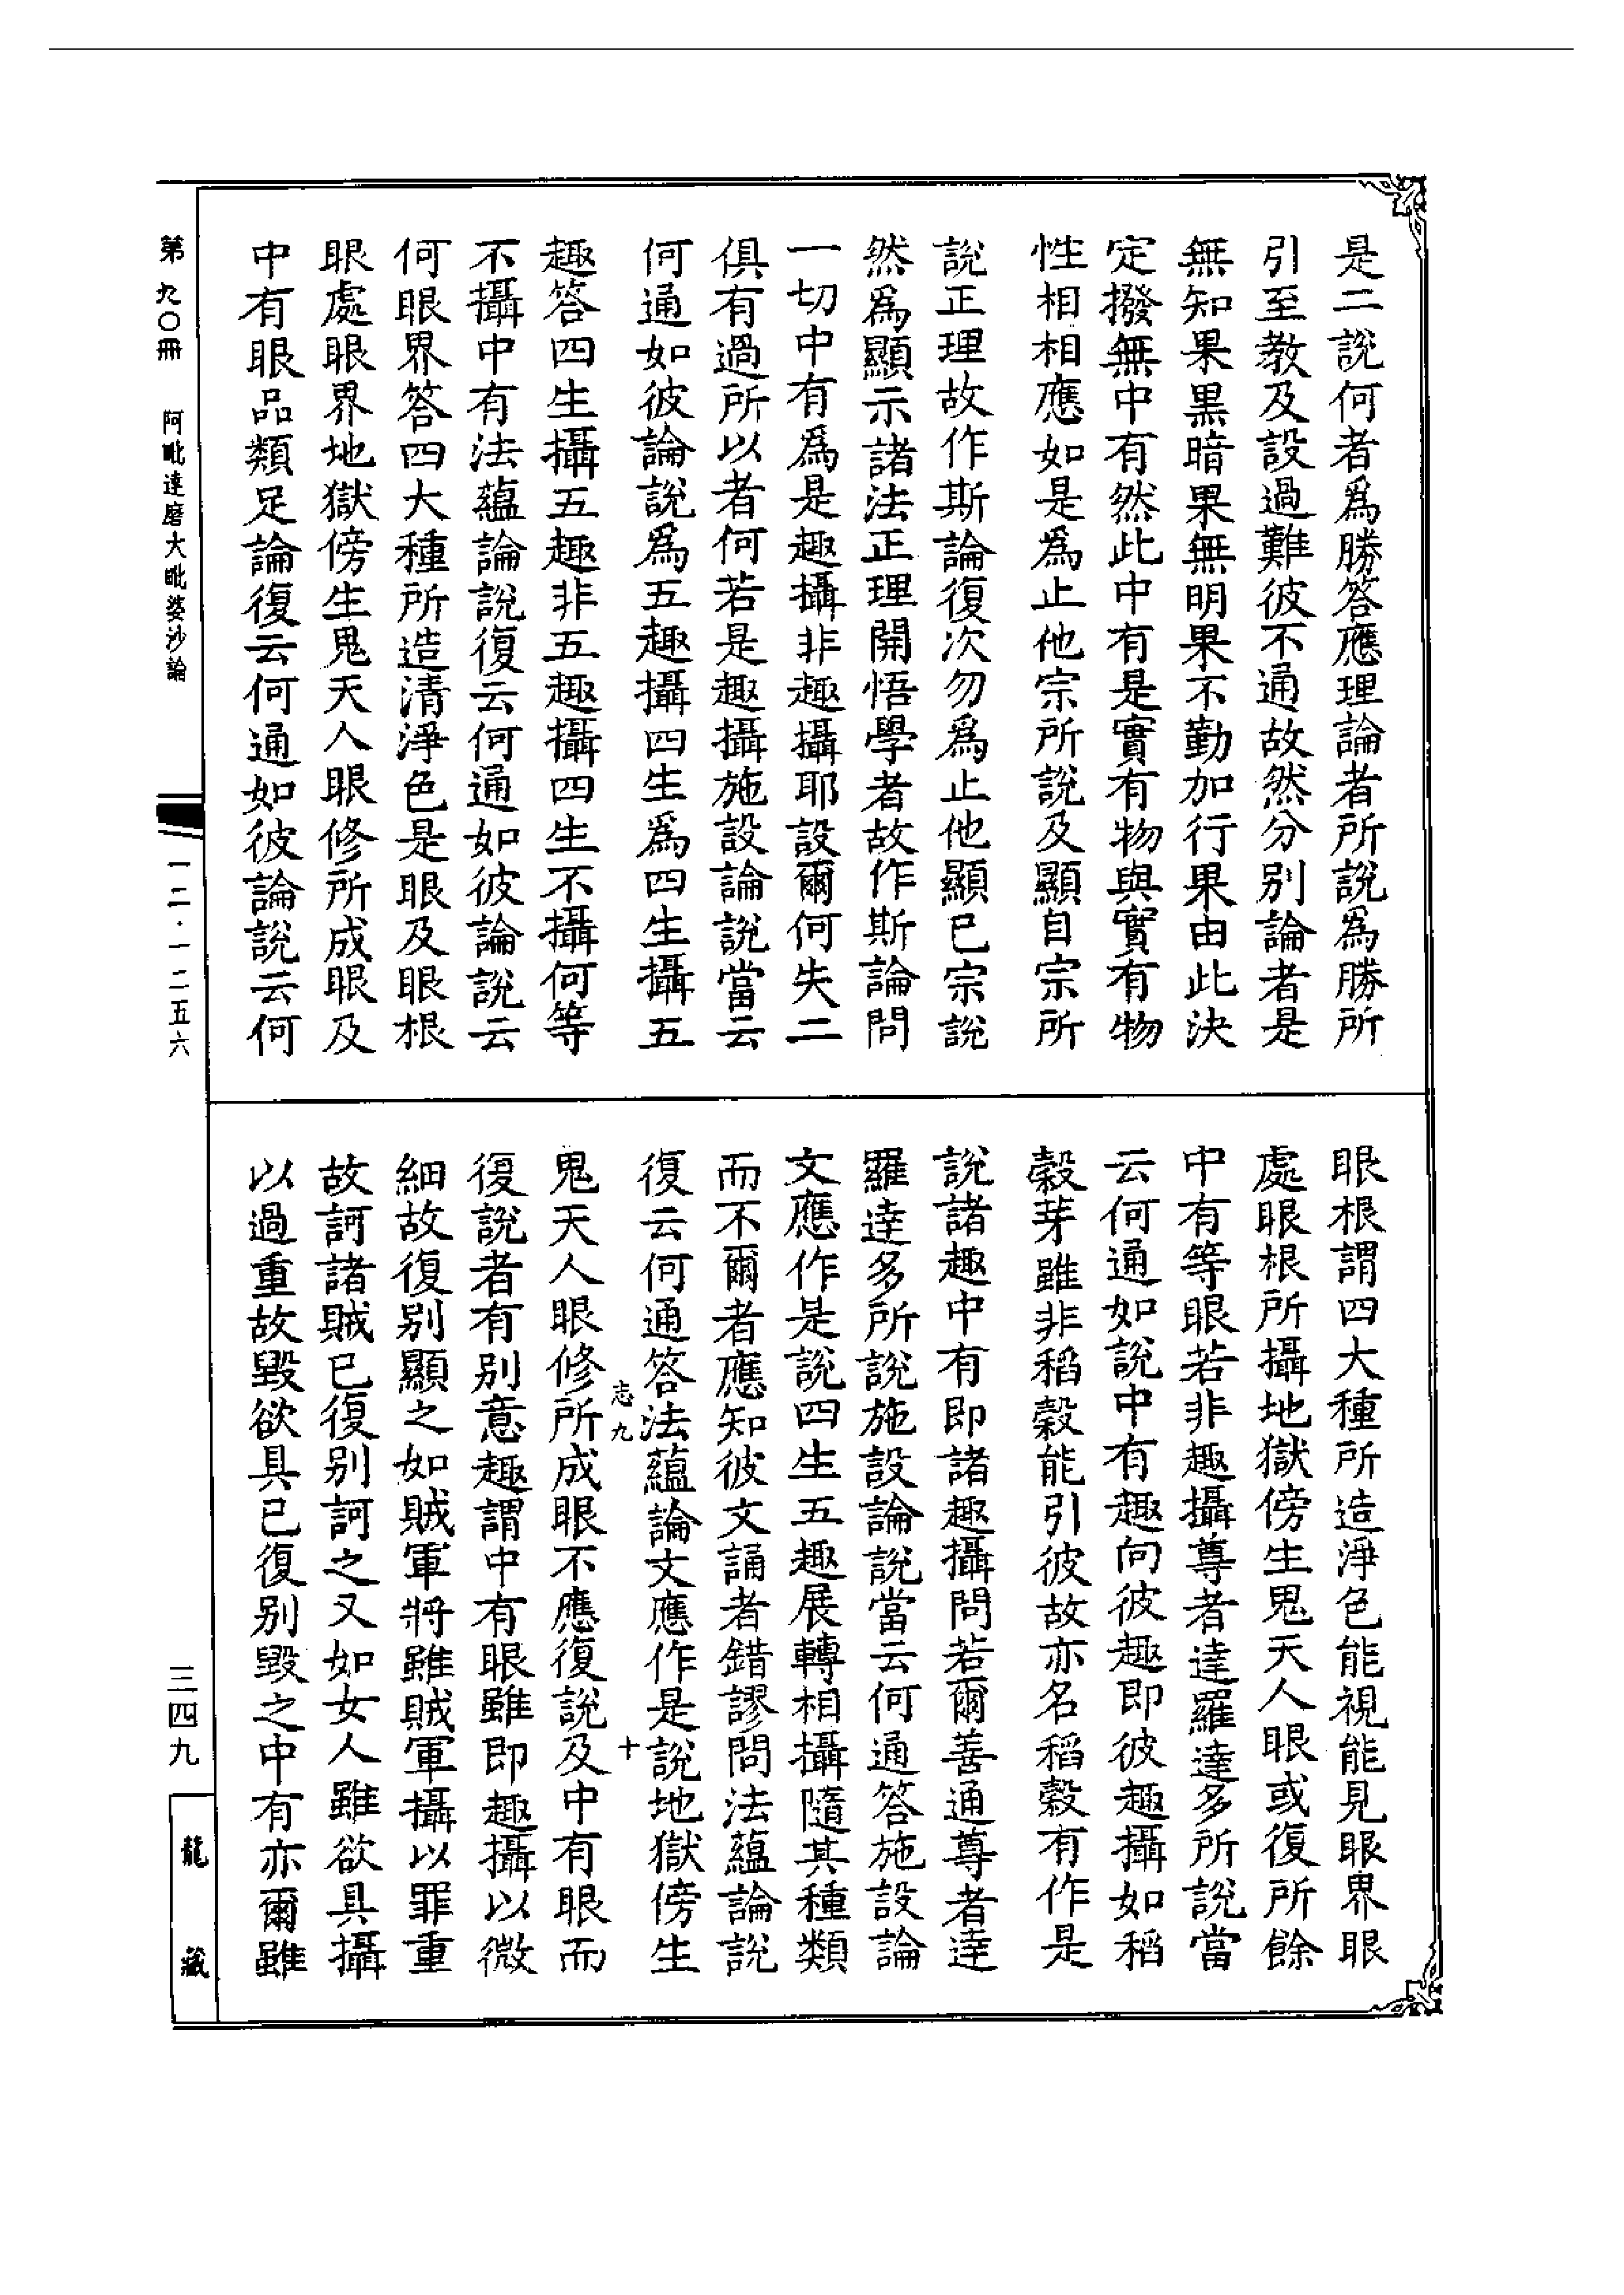 是二說何者爲勝答應理論者所說爲勝所
引至教及設過難彼不通故然分別論者是
無知果黑暗果無明果不勤加行果由此決
定撥無中有然此中有是實有物與實有物
性相相應如是爲止他宗所說及顯自宗所
說正理故作斯論復次勿爲止他顯已宗說
然爲顯示諸法正理開悟學者故作斯論問
一切中有爲是趣攝非趣攝耶設爾何失二
俱有過所以者何若是趣攝施設論說當云
何通如彼論說爲五趣攝四生爲四生攝五
趣答四生攝五趣非五趣攝四生不攝何等
不攝中有法蘊論說復云何通如彼論說云
何眼界答四大種所造清淨色是眼及眼根
眼處眼界地獄傍生鬼天人眼修所成眼及
中有眼品類足論復云何通如彼論說云何
眼根謂四大種所造淨色能視能見眼界眼
處眼根所攝地獄傍生鬼天人眼或復所餘
中有等眼若非趣攝尊者達羅達多所說當
云何通如說中有趣向彼趣即彼趣攝如稻
穀芽雖非稻穀能引彼故亦名稻穀有作是
說諸趣中有即諸趣攝問若爾善通尊者達
羅達多所說施設論說當云何通答施設論
文應作是說四生五趣展轉相攝隨其種類
而不爾者應知彼文誦者錯謬問法蘊論說
復云何通答法蘊論文應作是說地獄傍生
志九 十
鬼天人眼修所成眼不應復說及中有眼而
復說者有别意趣謂中有眼雖即趣攝以微
細故復别顯之如賊軍將雖賊軍攝以罪重
故訶諸賊已復别訶之又如女人雖欲具攝
以過重故毀欲具已復别毀之中有亦爾雖
第九〇冊 阿毗達磨大毗婆沙論
一二·一二五六
三四九
龍藏